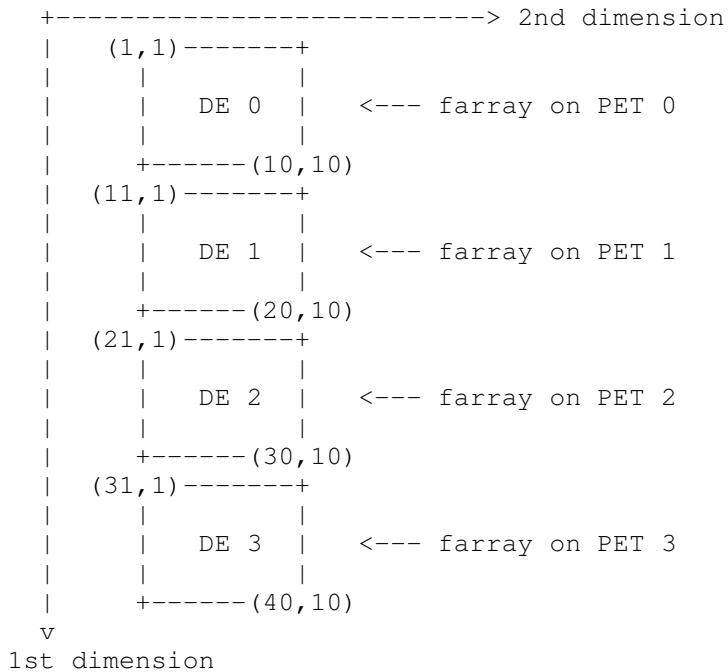 +---------------------------> 2nd dimension
|   (1,1)-------+
|     |         |
|     |   DE 0  |   <--- farray on PET 0
|     |         |
|     +------(10,10)
|  (11,1)-------+
|     |         |
|     |   DE 1  |   <--- farray on PET 1
|     |         |
|     +------(20,10)
|  (21,1)-------+
|     |         |
|     |   DE 2  |   <--- farray on PET 2
|     |         |
|     +------(30,10)
|  (31,1)-------+
|     |         |
|     |   DE 3  |   <--- farray on PET 3
|     |         |
|     +------(40,10)
v
1st dimension